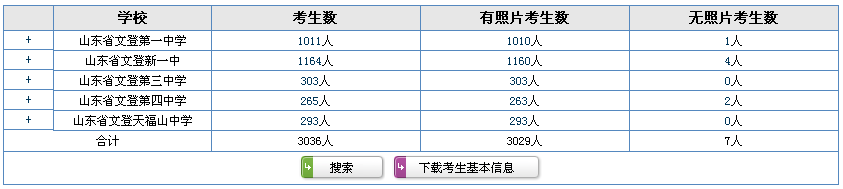 学校 考生数 有照片考生数 无照片考生数
+ 山东省文登第一中学 1011人 1010人 1人
+ 山东省文登新一中 1164人 1160人 4人
+ 山东省文登第三中学 303人 303人 0人
+ 山东省文登第四中学 265人 263人 2人
+ 山东省文登天福山中学 293人 293人 0人
合计 3036人 3029人 7人
搜索 下载考生基本信息